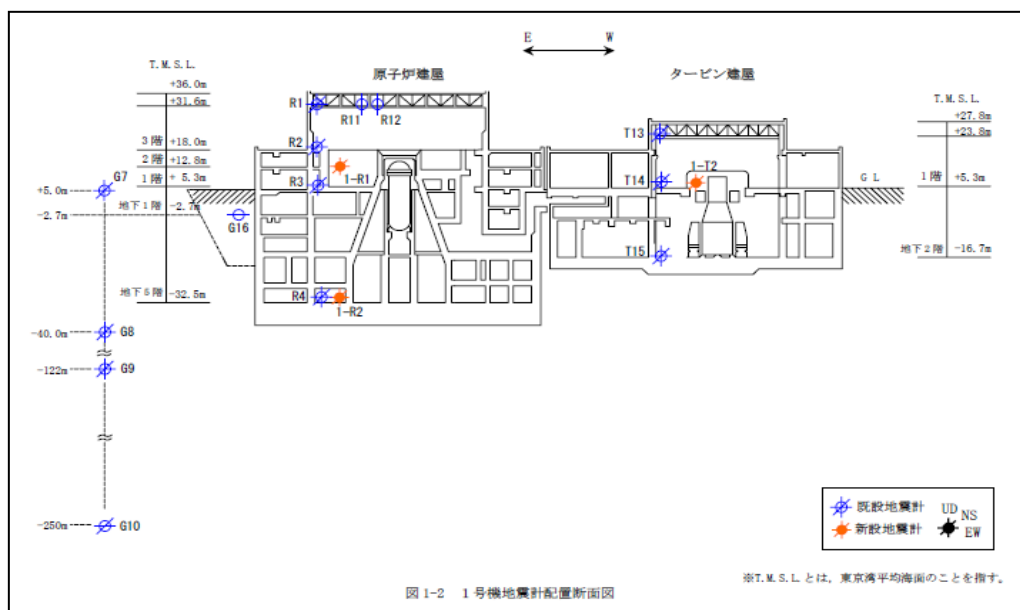 E W
T.M.S.L.
原子炉建屋
タービン建屋
T.M.S.L.
+36.0m
+31.6m
R1
R11
R12
+27.8m
+23.8m
T13
3階 +18.0m
R2
2階 +12.8m
1-R1
1-T2
G7
1階 + 5.3m
R3
T14
GL
1階 +5.3m
+5.0m
地下1階 -2.7m
-2.7m
G16
T15
地下2階 -16.7m
地下5階 -32.5m
R4
1-R2
-40.0m
G8
-122m
G9
-250m
G10
既設地震計
新設地震計
UD
NS
EW
※T.M.S.L.とは，東京湾平均海面のことを指す。
図1-2 1号機地震計配置断面図